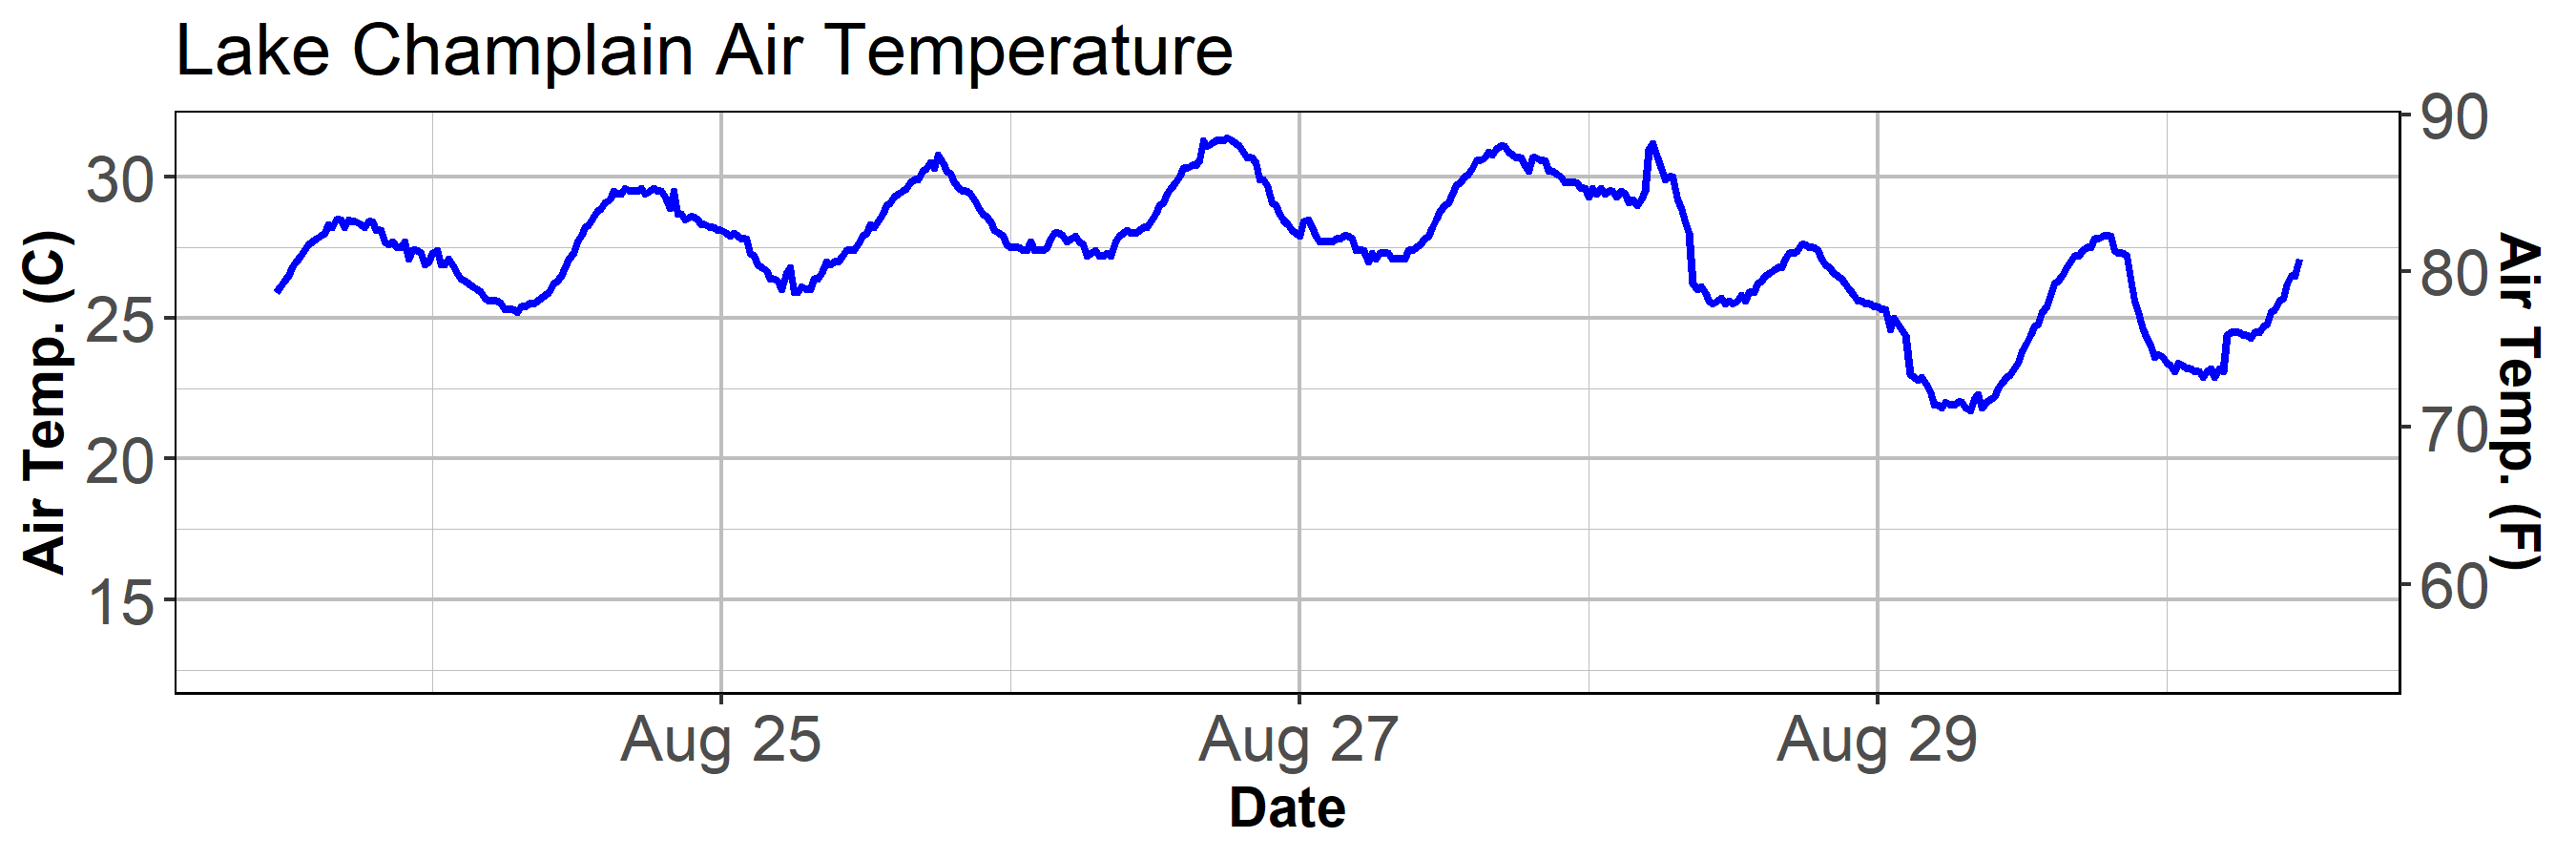 Lake Champlain Air Temperature
Air Temp. (C)
30
25
20
15
90
80
70
60
Air Temp. (F)
Aug 25
Aug 27
Aug 29
Date